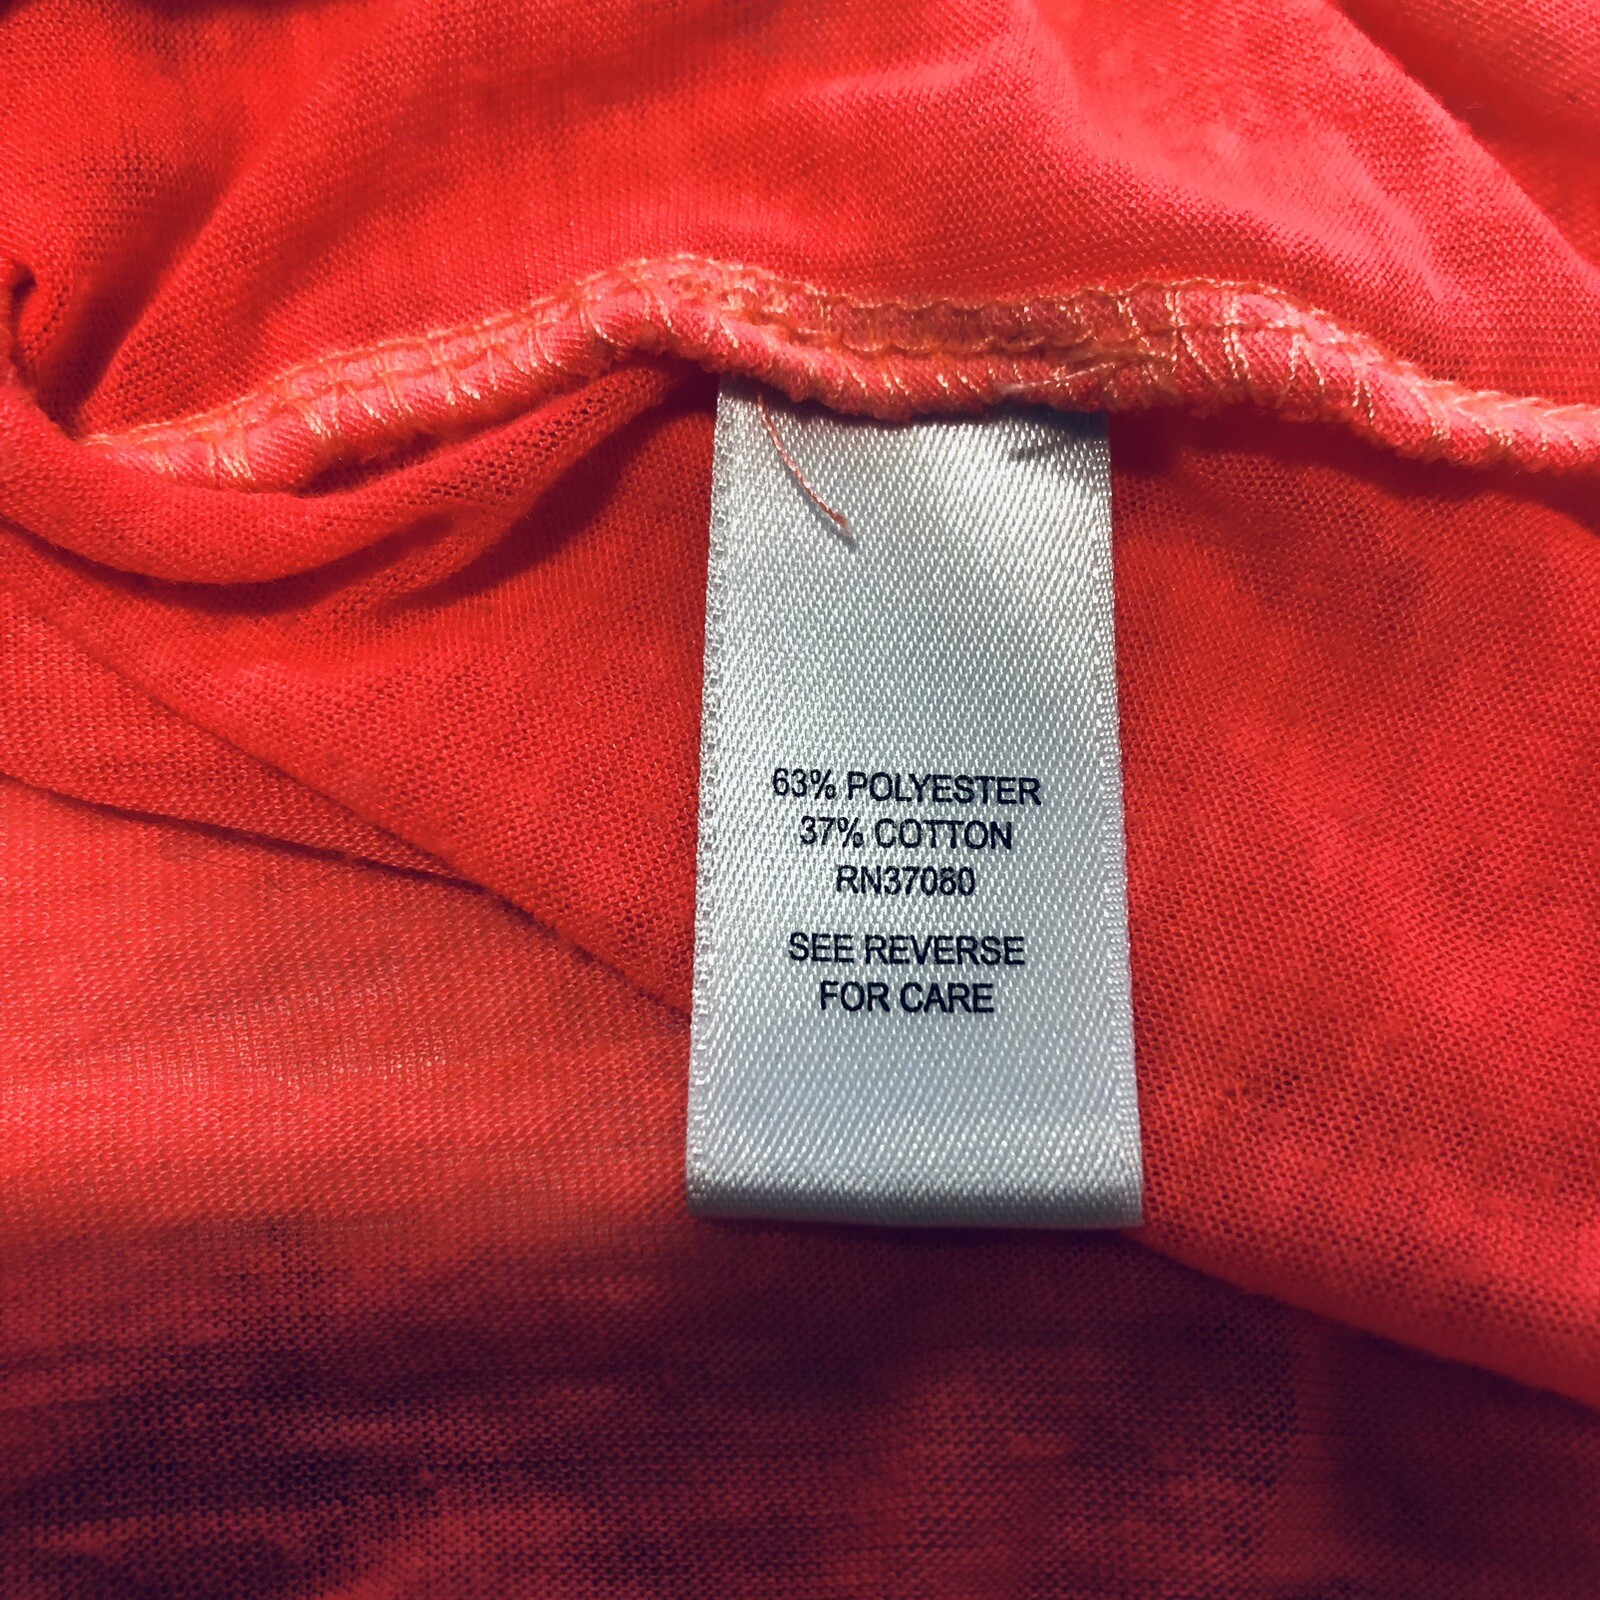 63% POLYESTER
37% COTTON
RN37080
SEE REVERSE
FOR CARE